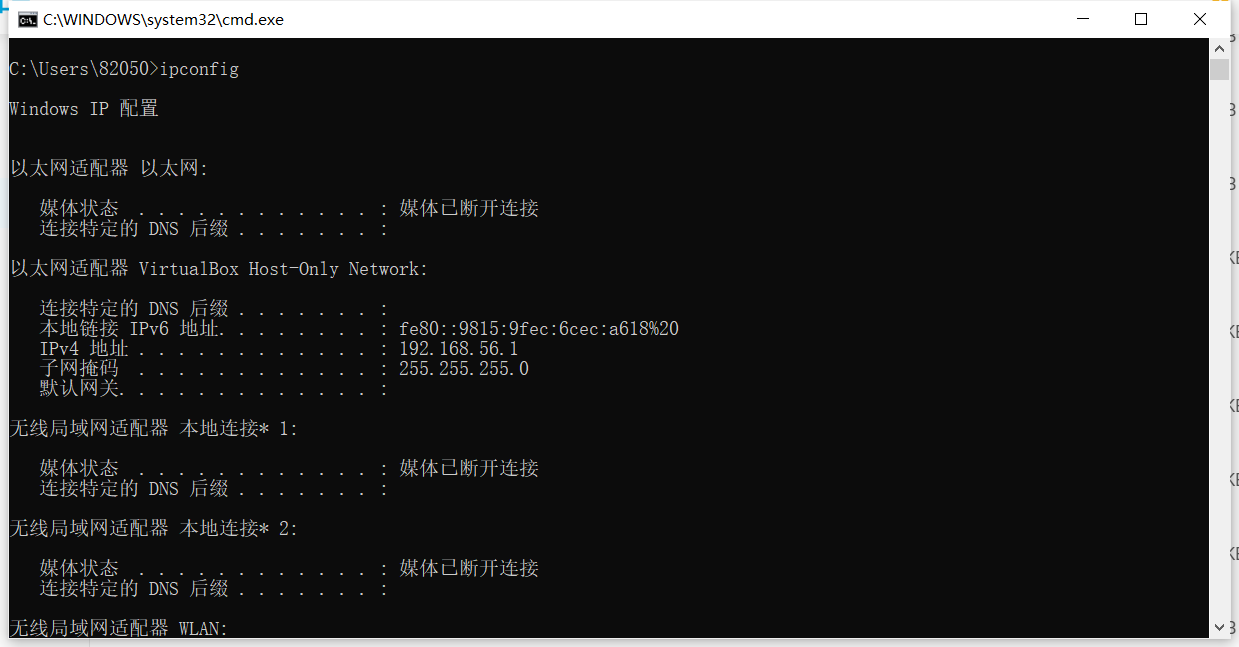 C:\WINDOWS\system32\cmd.exe
C:\Users\82050>ipconfig
Windows IP 配置
以太网适配器 以太网:
媒体状态  . . . . . . . . . . . . : 媒体已断开连接
连接特定的 DNS 后缀 . . . . . . . :
以太网适配器 VirtualBox Host-Only Network:
连接特定的 DNS 后缀 . . . . . . . :
本地链接 IPv6 地址. . . . . . . . : fe80::9815:9fec:6cec:a618%20
IPv4 地址 . . . . . . . . . . . . : 192.168.56.1
子网掩码  . . . . . . . . . . . . : 255.255.255.0
默认网关. . . . . . . . . . . . . :
无线局域网适配器 本地连接* 1:
媒体状态  . . . . . . . . . . . . : 媒体已断开连接
连接特定的 DNS 后缀 . . . . . . . :
无线局域网适配器 本地连接* 2:
媒体状态  . . . . . . . . . . . . : 媒体已断开连接
连接特定的 DNS 后缀 . . . . . . . :
无线局域网适配器 WLAN: